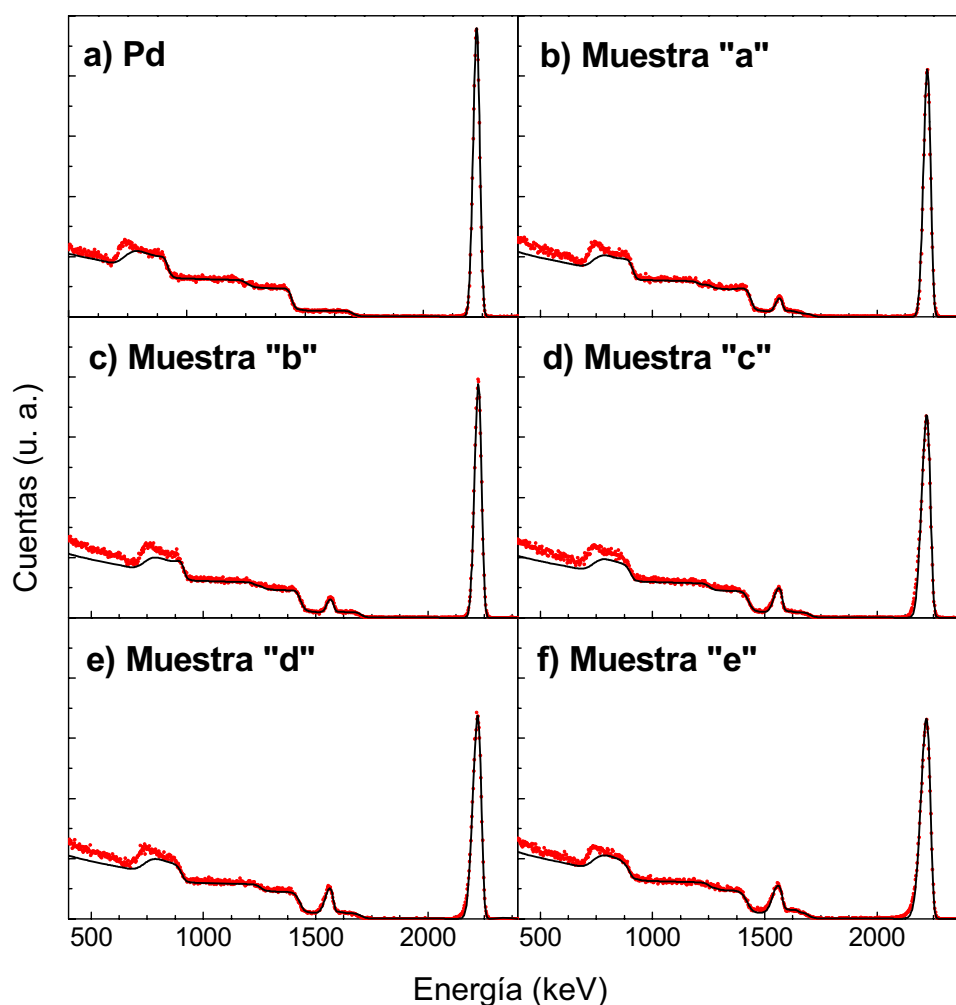 a) Pd
b) Muestra "a"
c) Muestra "b"
d) Muestra "c"
e) Muestra "d"
f) Muestra "e"
Cuentas (u. a.)
500 1000 1500 2000 500 1000 1500 2000
Energía (keV)